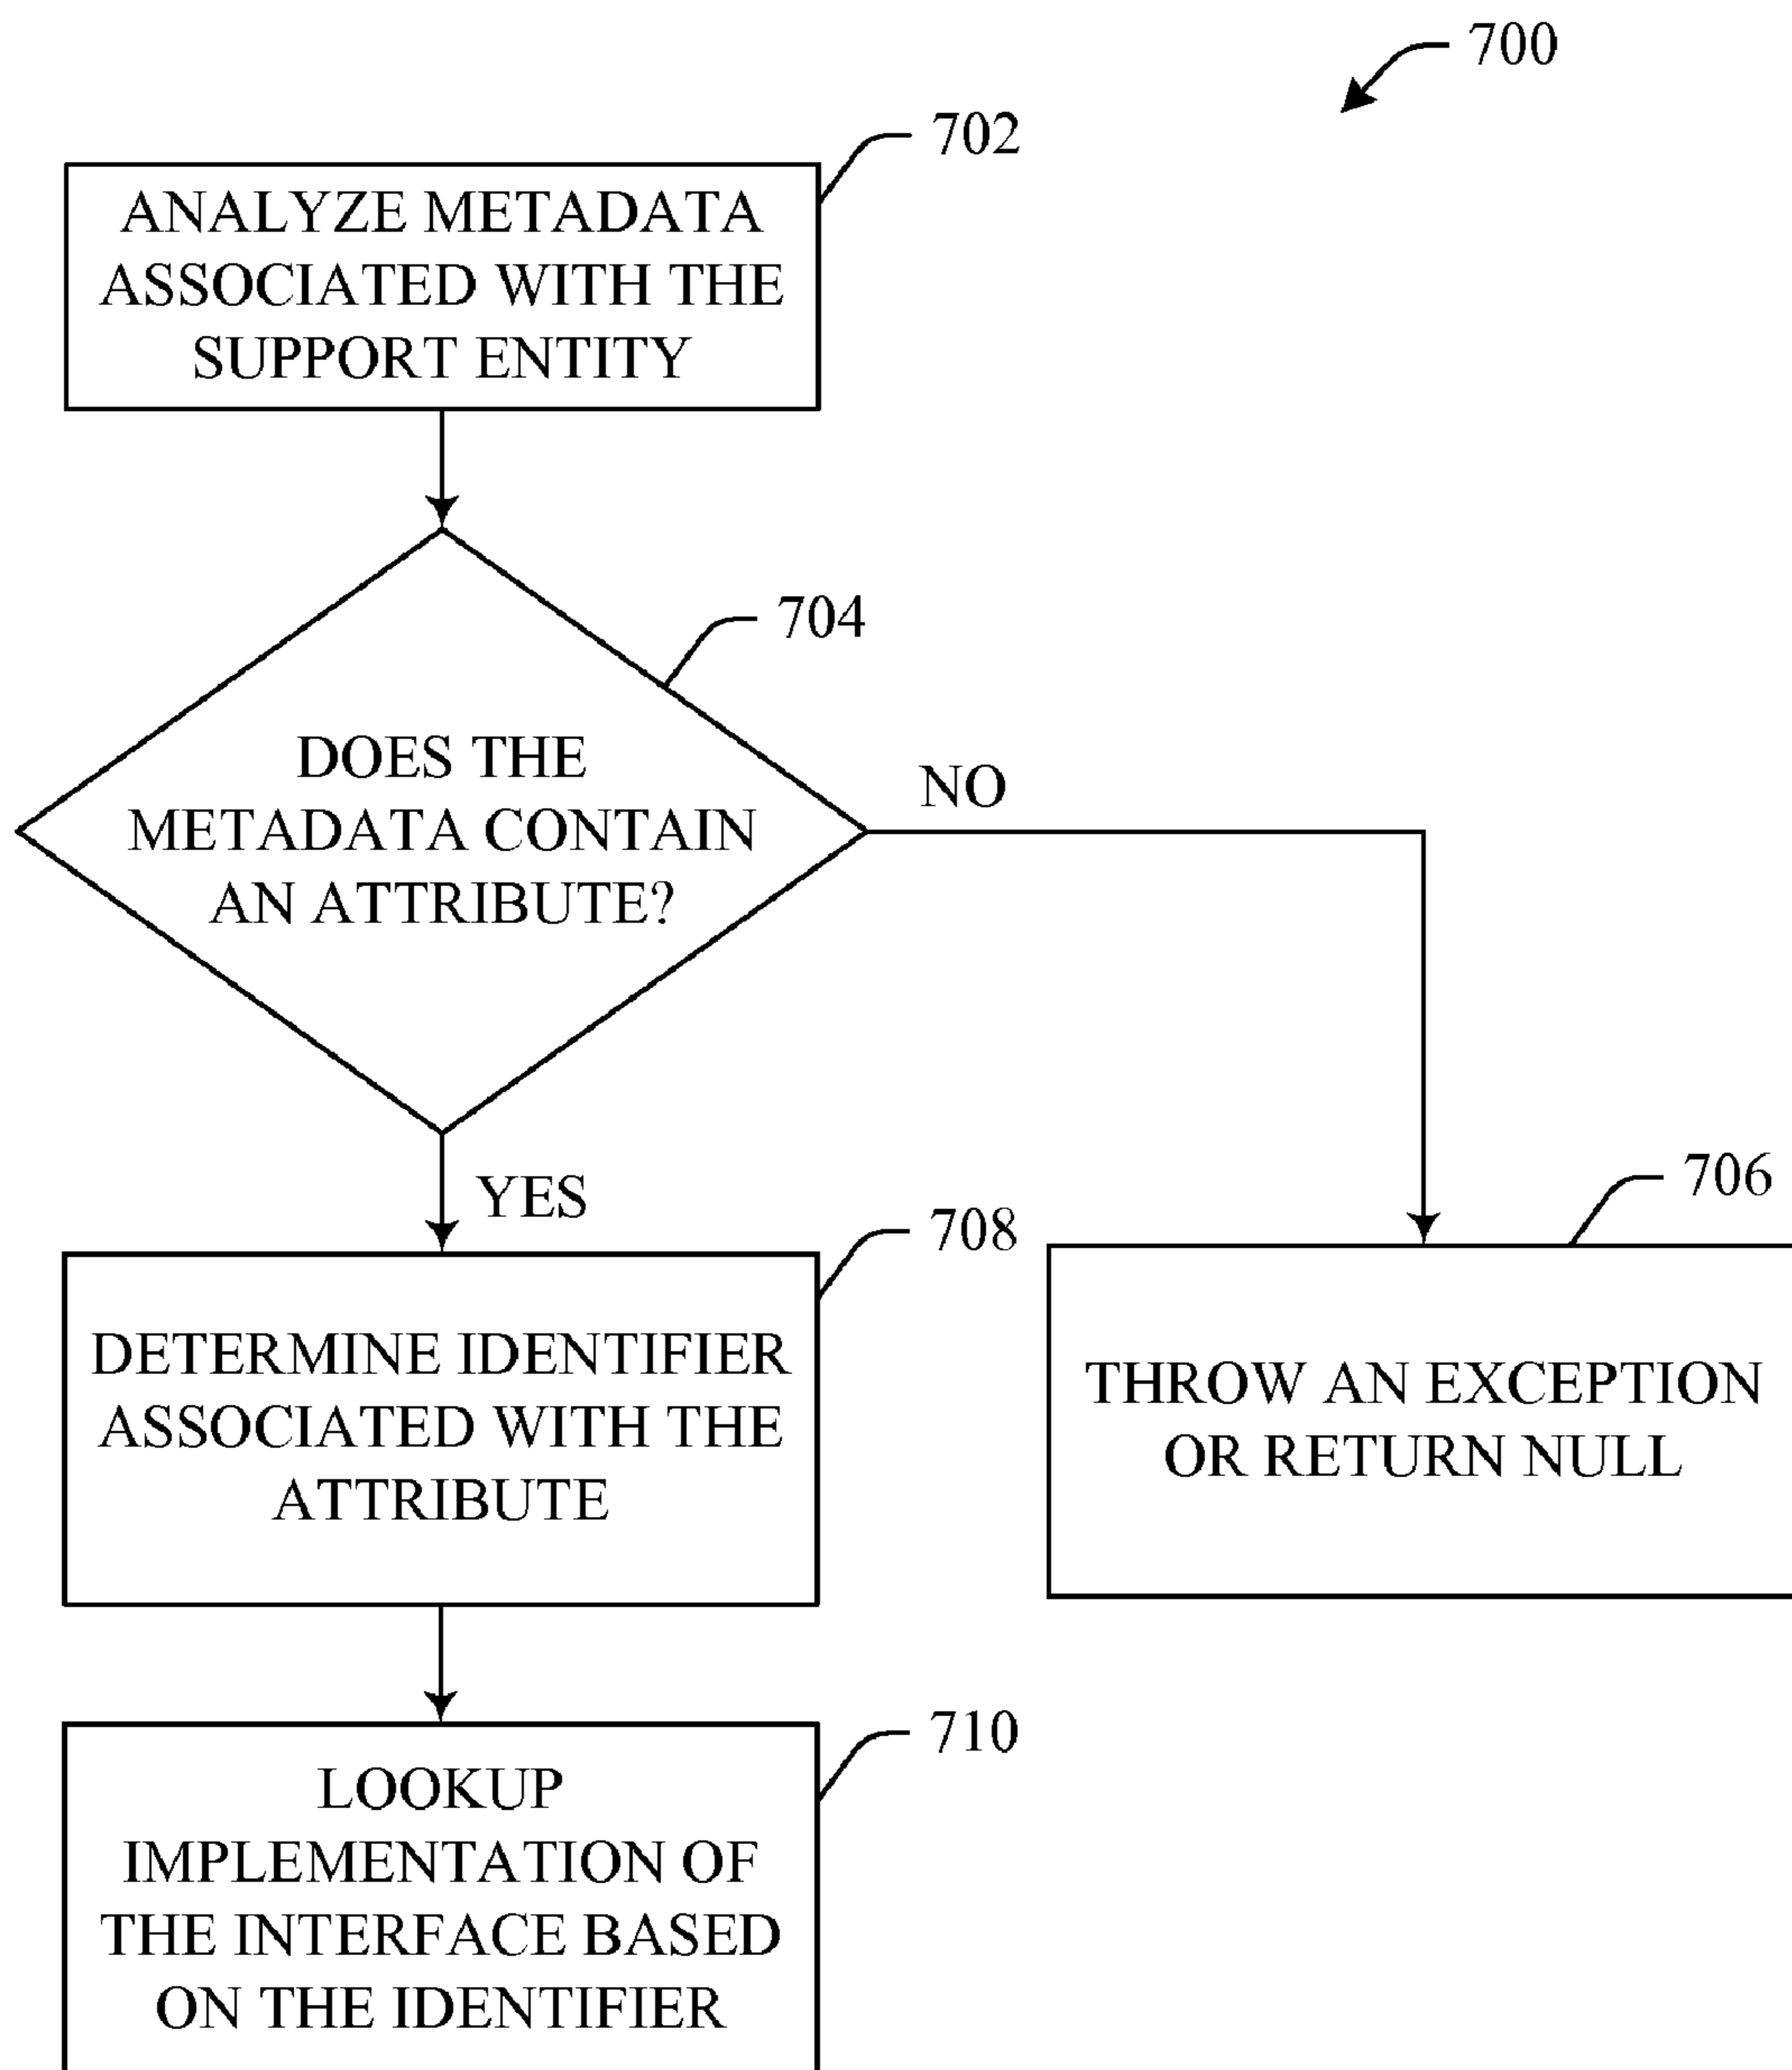 700
702
ANALYZE METADATA
ASSOCIATED WITH THE
SUPPORT ENTITY
704
DOES THE
METADATA CONTAIN
AN ATTRIBUTE?
NO
YES
706
708
DETERMINE IDENTIFIER
ASSOCIATED WITH THE
ATTRIBUTE
THROW AN EXCEPTION
OR RETURN NULL
710
LOOKUP
IMPLEMENTATION OF
THE INTERFACE BASED
ON THE IDENTIFIER